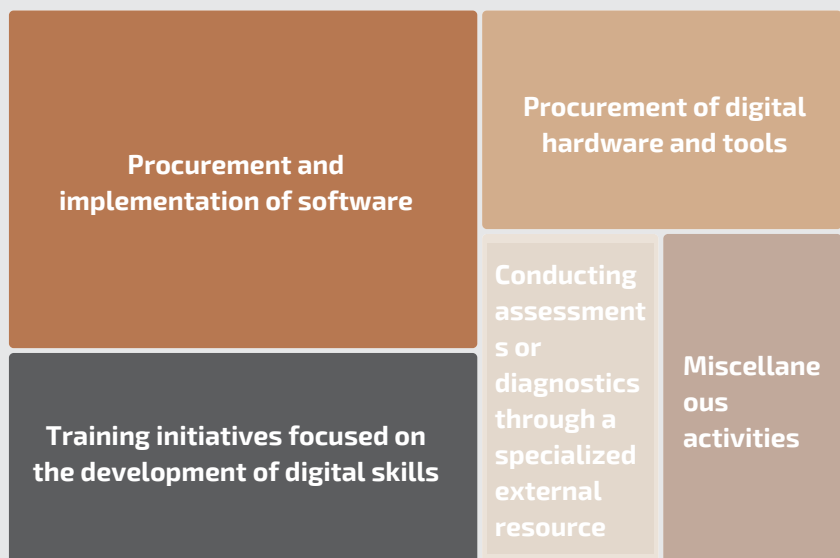 Procurement and
implementation of software
Procurement of digital
hardware and tools
Training initiatives focused on
the development of digital skills
Conducting
assessment
s or
diagnostics
through a
specialized
external
resource
Miscellane
ous
activities